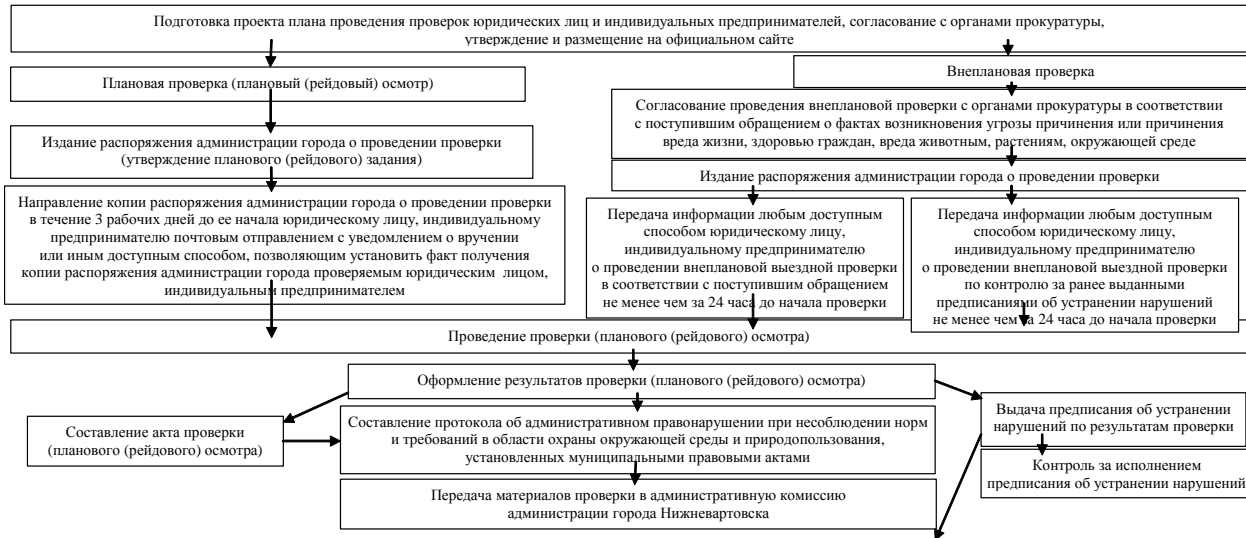 Подготовка проекта плана проведения проверок юридических лиц и индивидуальных предпринимателей, согласование с органами прокуратуры,
утверждение и размещение на официальном сайте
Плановая проверка (плановый (рейдовый) осмотр)
Внеплановая проверка
Согласование проведения внеплановой проверки с органами прокуратуры в соответствии
с поступившим обращением о фактах возникновения угрозы причинения или причинения
вреда жизни, здоровью граждан, вреда животным, растениям, окружающей среде
Издание распоряжения администрации города о проведении проверки
(утверждение планового (рейдового) задания)
Издание распоряжения администрации города о проведении проверки
Направление копии распоряжения администрации города о проведении проверки
в течение 3 рабочих дней до ее начала юридическому лицу, индивидуальному
предпринимателю почтовым отправлением с уведомлением о вручении
или иным доступным способом, позволяющим установить факт получения
копии распоряжения администрации города проверяемым юридическим лицом,
индивидуальным предпринимателем
Передача информации любым доступным
способом юридическому лицу,
индивидуальному предпринимателю
о проведении внеплановой выездной проверки
в соответствии с поступившим обращением
не менее чем за 24 часа до начала проверки
Передача информации любым доступным
способом юридическому лицу,
индивидуальному предпринимателю
о проведении внеплановой выездной проверки
по контролю за ранее выданными
предписаниями об устранении нарушений
не менее чем за 24 часа до начала проверки
Проведение проверки (планового (рейдового) осмотра)
Оформление результатов проверки (планового (рейдового) осмотра)
Составление акта проверки
(планового (рейдового) осмотра)
Составление протокола об административном правонарушении при несоблюдении норм
и требований в области охраны окружающей среды и природопользования,
установленных муниципальными правовыми актами
Выдача предписания об устранении
нарушений по результатам проверки
Контроль за исполнением
предписания об устранении нарушений
Передача материалов проверки в административную комиссию
администрации города Нижневартовска